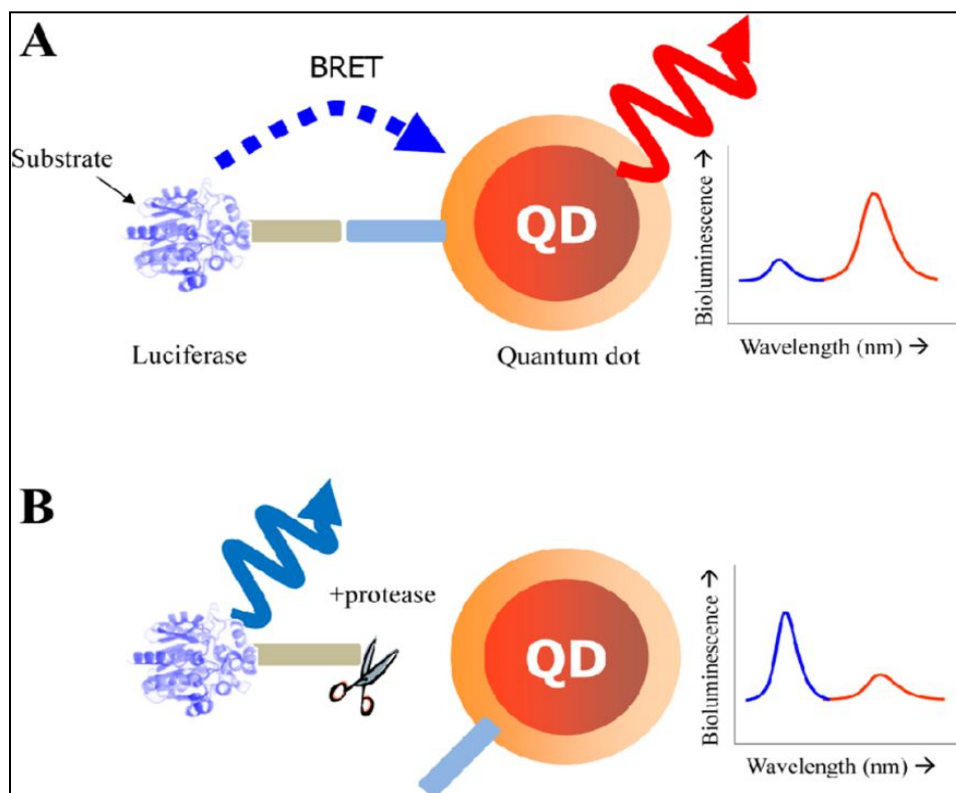 A
BRET
Substrate
QD
Luciferase
Quantum dot
Bioluminescence →
Wavelength (nm) →
B
+protease
QD
Bioluminescence →
Wavelength (nm) →